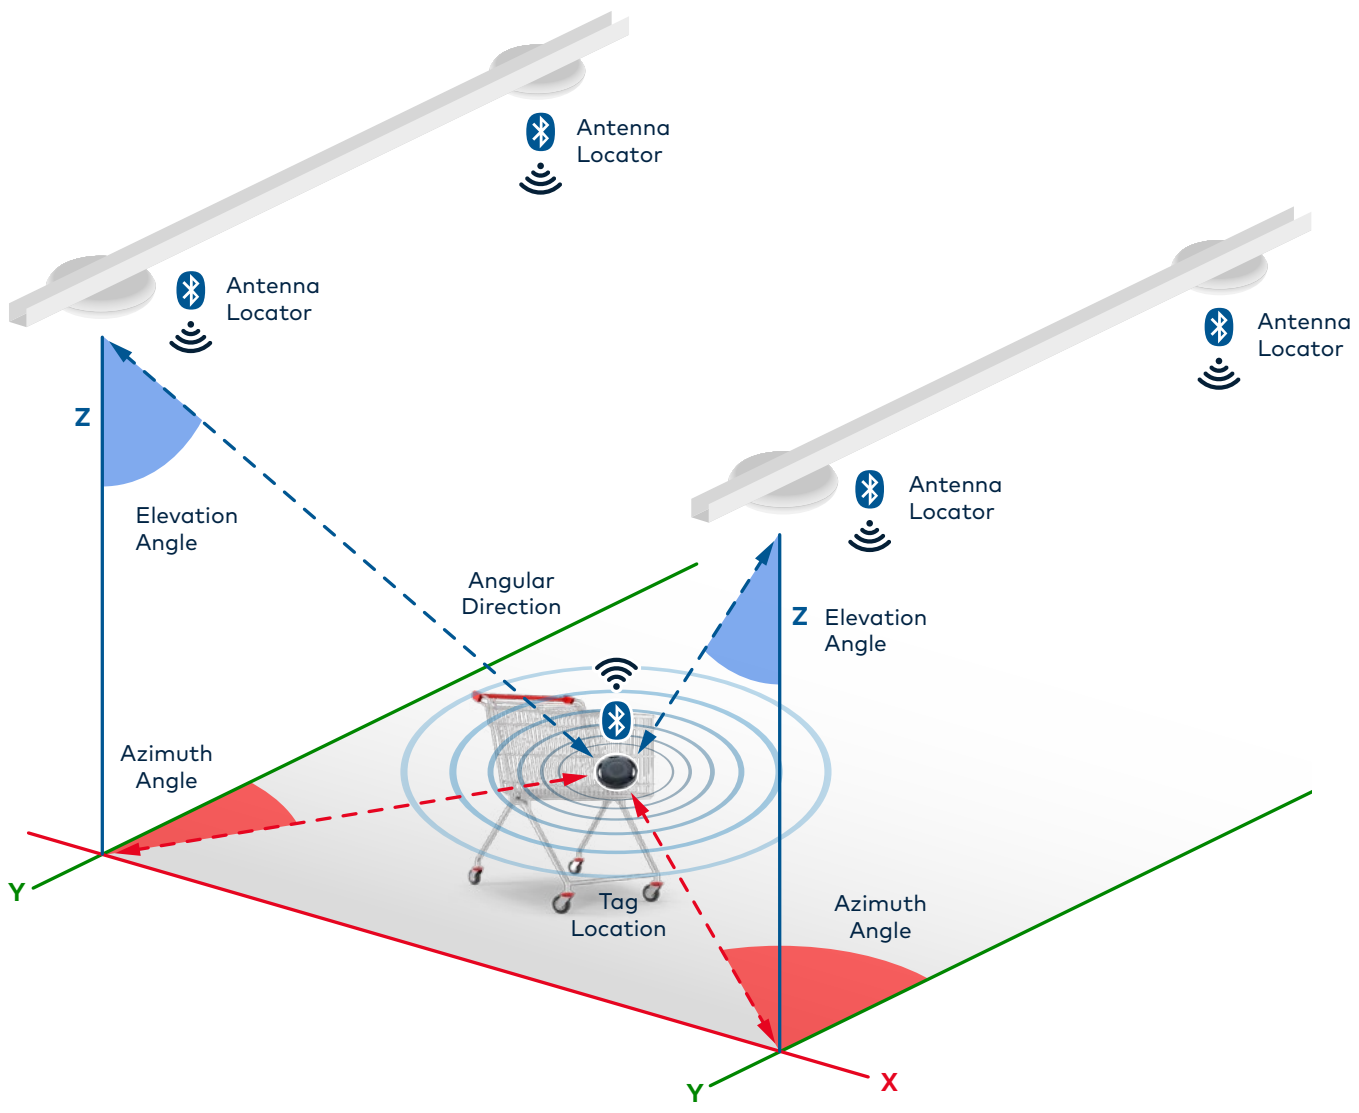 Antenna
Locator
Antenna
Locator
Antenna
Locator
Z
Antenna
Locator
Elevation
Angle
Angular
Direction
Z
Elevation
Angle
Azimuth
Angle
Y
Tag
Location
Azimuth
Angle
X
Y